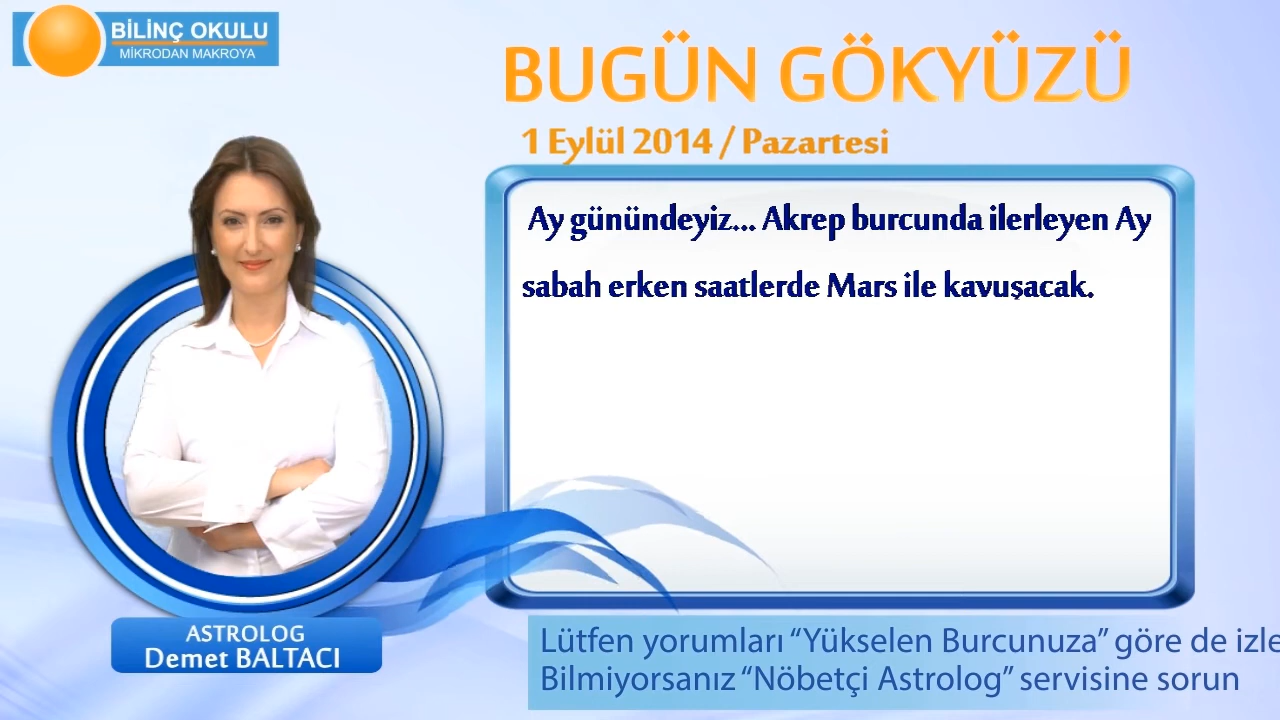 BİLİNÇ OKULU
MİKRODAN MAKROYA
BUGÜN GÖKYÜZÜ
1 Eylül 2014 / Pazartesi
Ay günündeyiz... Akrep burcunda ilerleyen Ay
sabah erken saatlerde Mars ile kavuşacak.
ASTROLOG
Demet BALTACI
Lütfen yorumları “Yükselen Burcunuza” göre de izle
Bilmiyorsanız “Nöbetçi Astrolog” servisine sorun